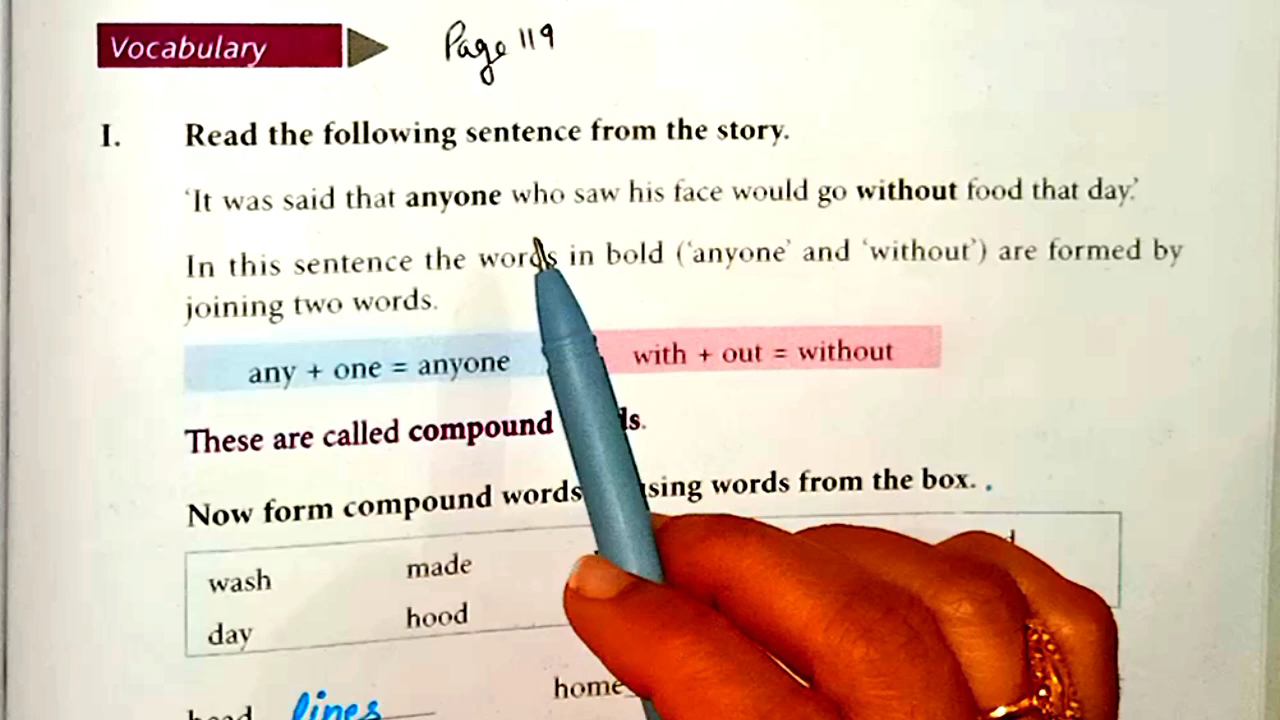 Vocabulary Page 119
I. Read the following sentence from the story.
'It was said that anyone who saw his face would go without food that day.'
In this sentence the words in bold ('anyone' and 'without') are formed by
joining two words.
any + one = anyone with + out = without
These are called compound
Now form compound words using words from the box.
wash made
day hood
home
head lines